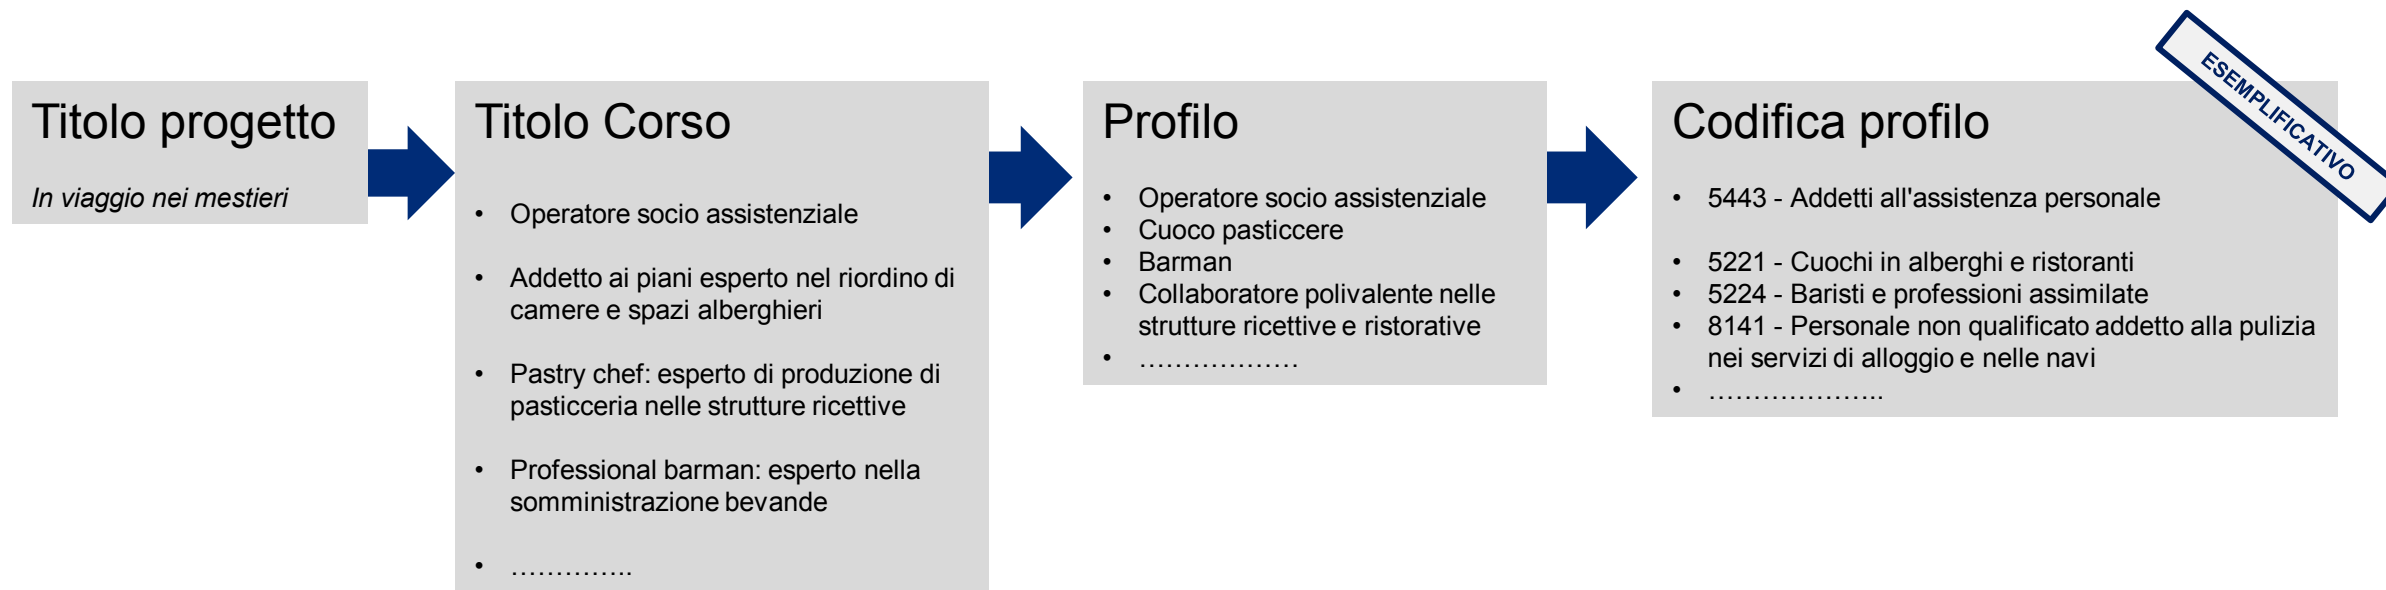 Titolo progetto
In viaggio nei mestieri
Titolo Corso
• Operatore socio assistenziale
• Addetto ai piani esperto nel riordino di
camere e spazi alberghieri
• Pastry chef: esperto di produzione di
pasticceria nelle strutture ricettive
• Professional barman: esperto nella
somministrazione bevande
• …………..
Profilo
• Operatore socio assistenziale
• Cuoco pasticcere
• Barman
• Collaboratore polivalente nelle
strutture ricettive e ristorative
• ………………
Codifica profilo
• 5443 - Addetti all'assistenza personale
• 5221 - Cuochi in alberghi e ristoranti
• 5224 - Baristi e professioni assimilate
• 8141 - Personale non qualificato addetto alla pulizia
nei servizi di alloggio e nelle navi
• ………………..
ESEMPLIFICATIVO